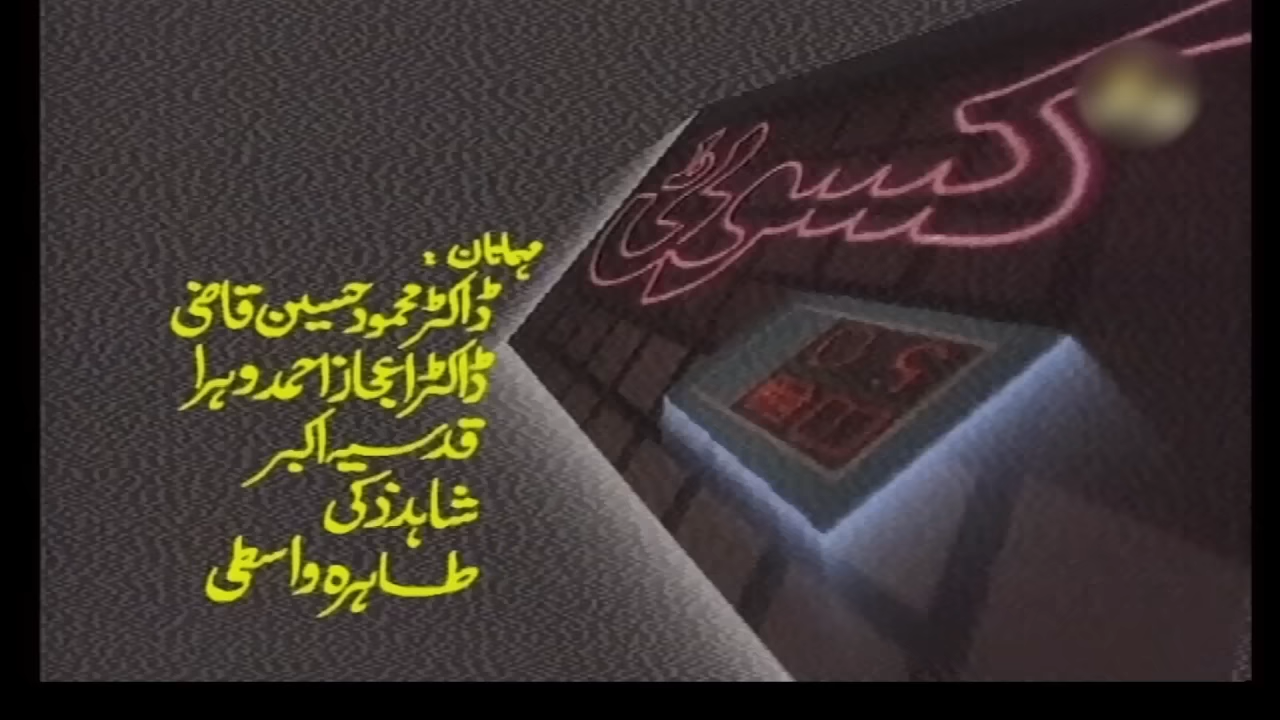 کسوٹی
مہمانان :
ڈاکٹر محمود حسین قاضی
ڈاکٹر اعجاز احمد وہرا
قدسیہ اکبر
شاہد ذکی
طاہرہ واسطی